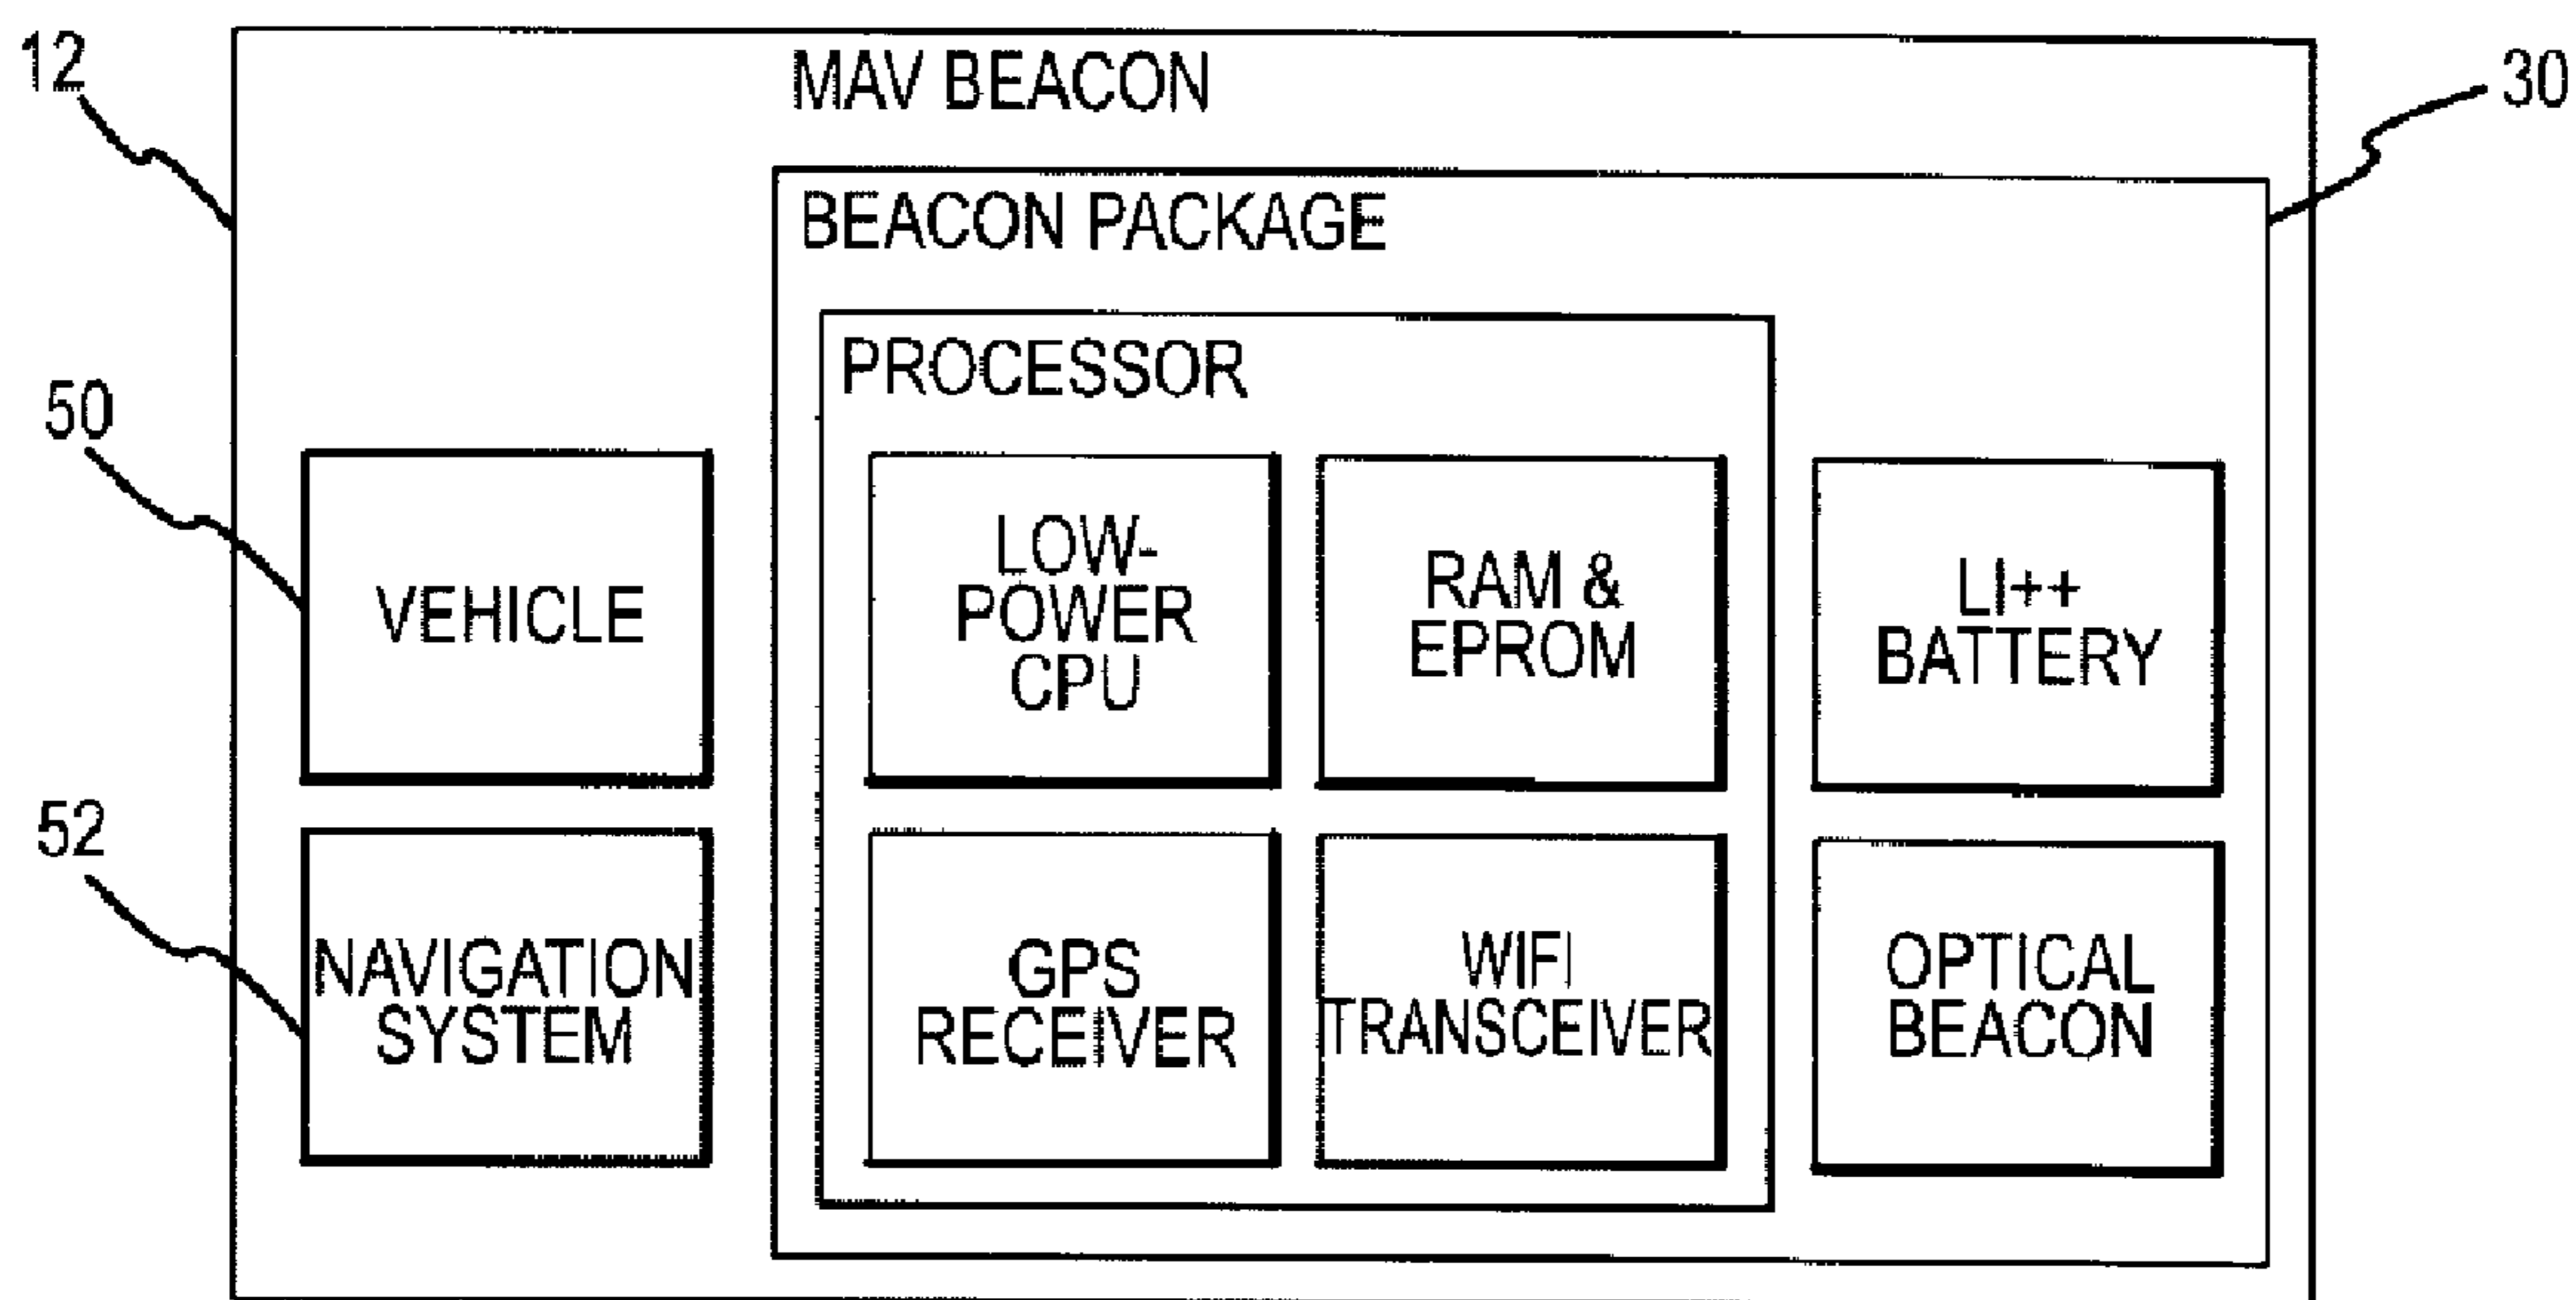 12
MAV BEACON
30
BEACON PACKAGE
PROCESSOR
50
VEHICLE
LOW-
POWER
CPU
RAM &
EPROM
LI++
BATTERY
52
NAVIGATION
SYSTEM
GPS
RECEIVER
WIFI
TRANSCEIVER
OPTICAL
BEACON